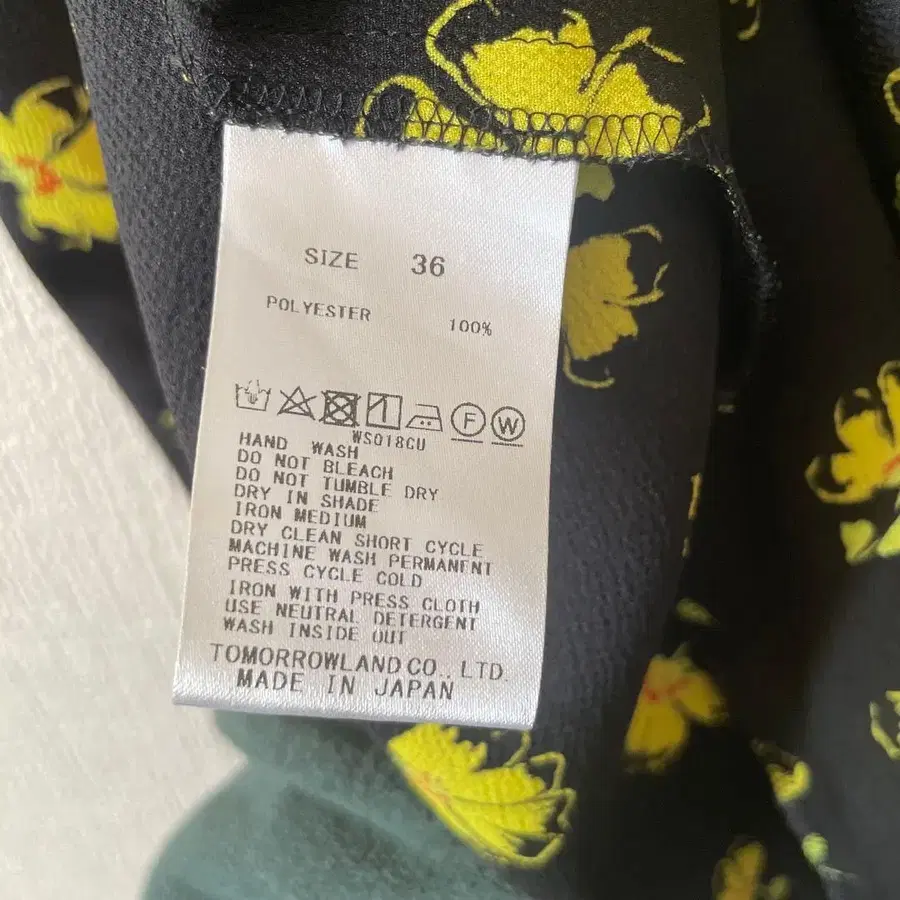 SIZE 36
POLYESTER 100%
F W
WS018GU
HAND WASH
DO NOT BLEACH
DO NOT TUMBLE DRY
DRY IN SHADE
IRON MEDIUM
DRY CLEAN SHORT CYCLE
MACHINE WASH PERMANENT
PRESS CYCLE COLD
IRON WITH PRESS CLOTH
USE NEUTRAL DETERGENT
WASH INSIDE OUT
TOMORROWLAND CO., LTD.
MADE IN JAPAN